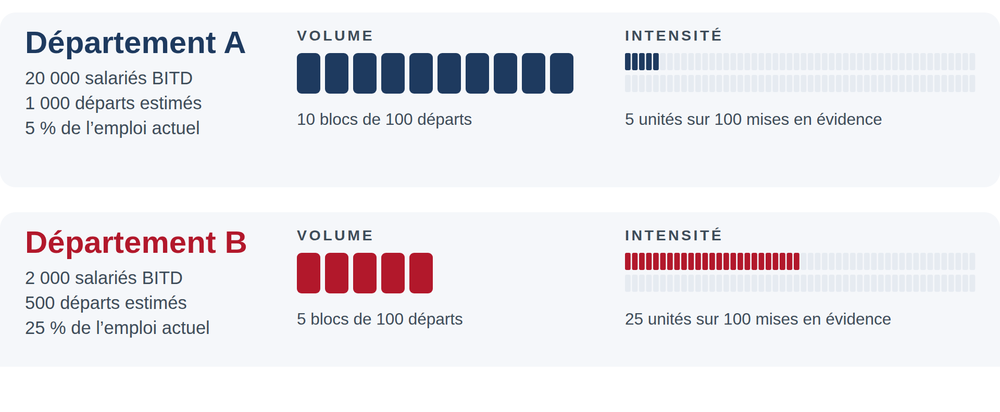 Département A
20 000 salariés BITD
1 000 départs estimés
5 % de l’emploi actuel
VOLUME
10 blocs de 100 départs
INTENSITÉ
5 unités sur 100 mises en évidence
Département B
2 000 salariés BITD
500 départs estimés
25 % de l’emploi actuel
VOLUME
5 blocs de 100 départs
INTENSITÉ
25 unités sur 100 mises en évidence